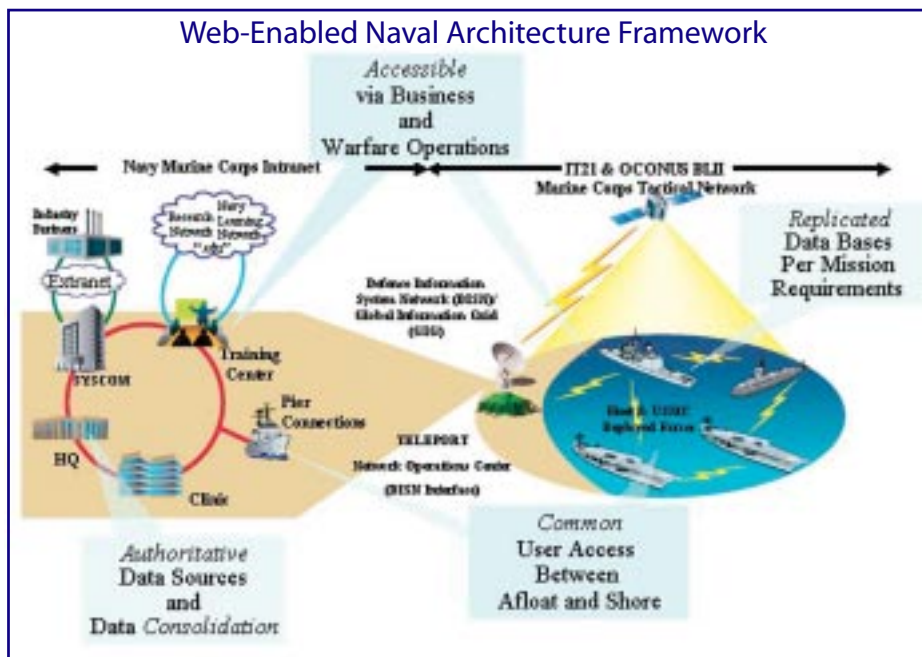 Web-Enabled Naval Architecture Framework
Accessible
via Business
and
Warfare Operations
Navy Marine Corps Intranet
IT21 & OCONUS BLII
Marine Corps Tactical Network
Industry
Partners
Research
Network
Navy
Learning
Network
Extranet
Replicated
Data Bases
Per Mission
Requirements
Defense Information
System Network (DISN)/
Global Information Grid
(GIG)
SYSCOM
Training
Center
Pier
Connections
HQ
Clinic
TELEPORT
Network Operations Center
(DISN Interface)
Deployed Forces
Authoritative
Data Sources
and
Data Consolidation
Common
User Access
Between
Afloat and Shore